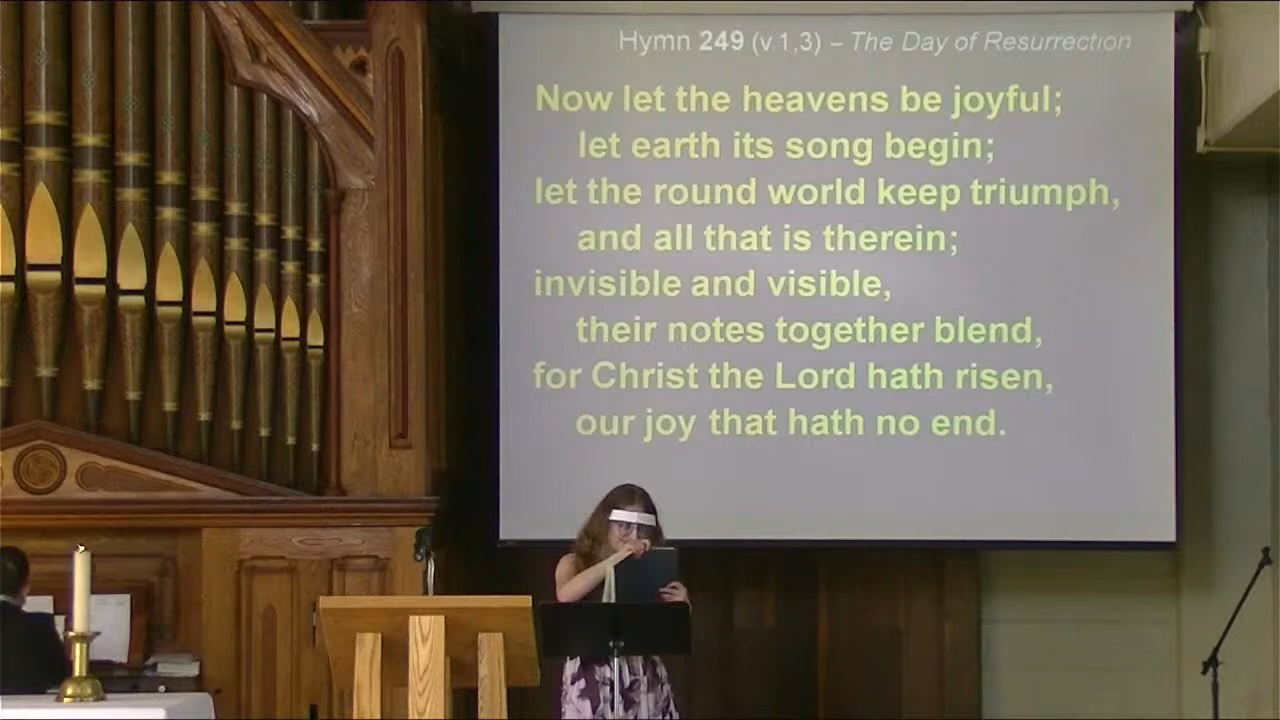 Hymn 249 (v.1,3) – The Day of Resurrection
Now let the heavens be joyful;
let earth its song begin;
let the round world keep triumph,
and all that is therein;
invisible and visible,
their notes together blend,
for Christ the Lord hath risen,
our joy that hath no end.